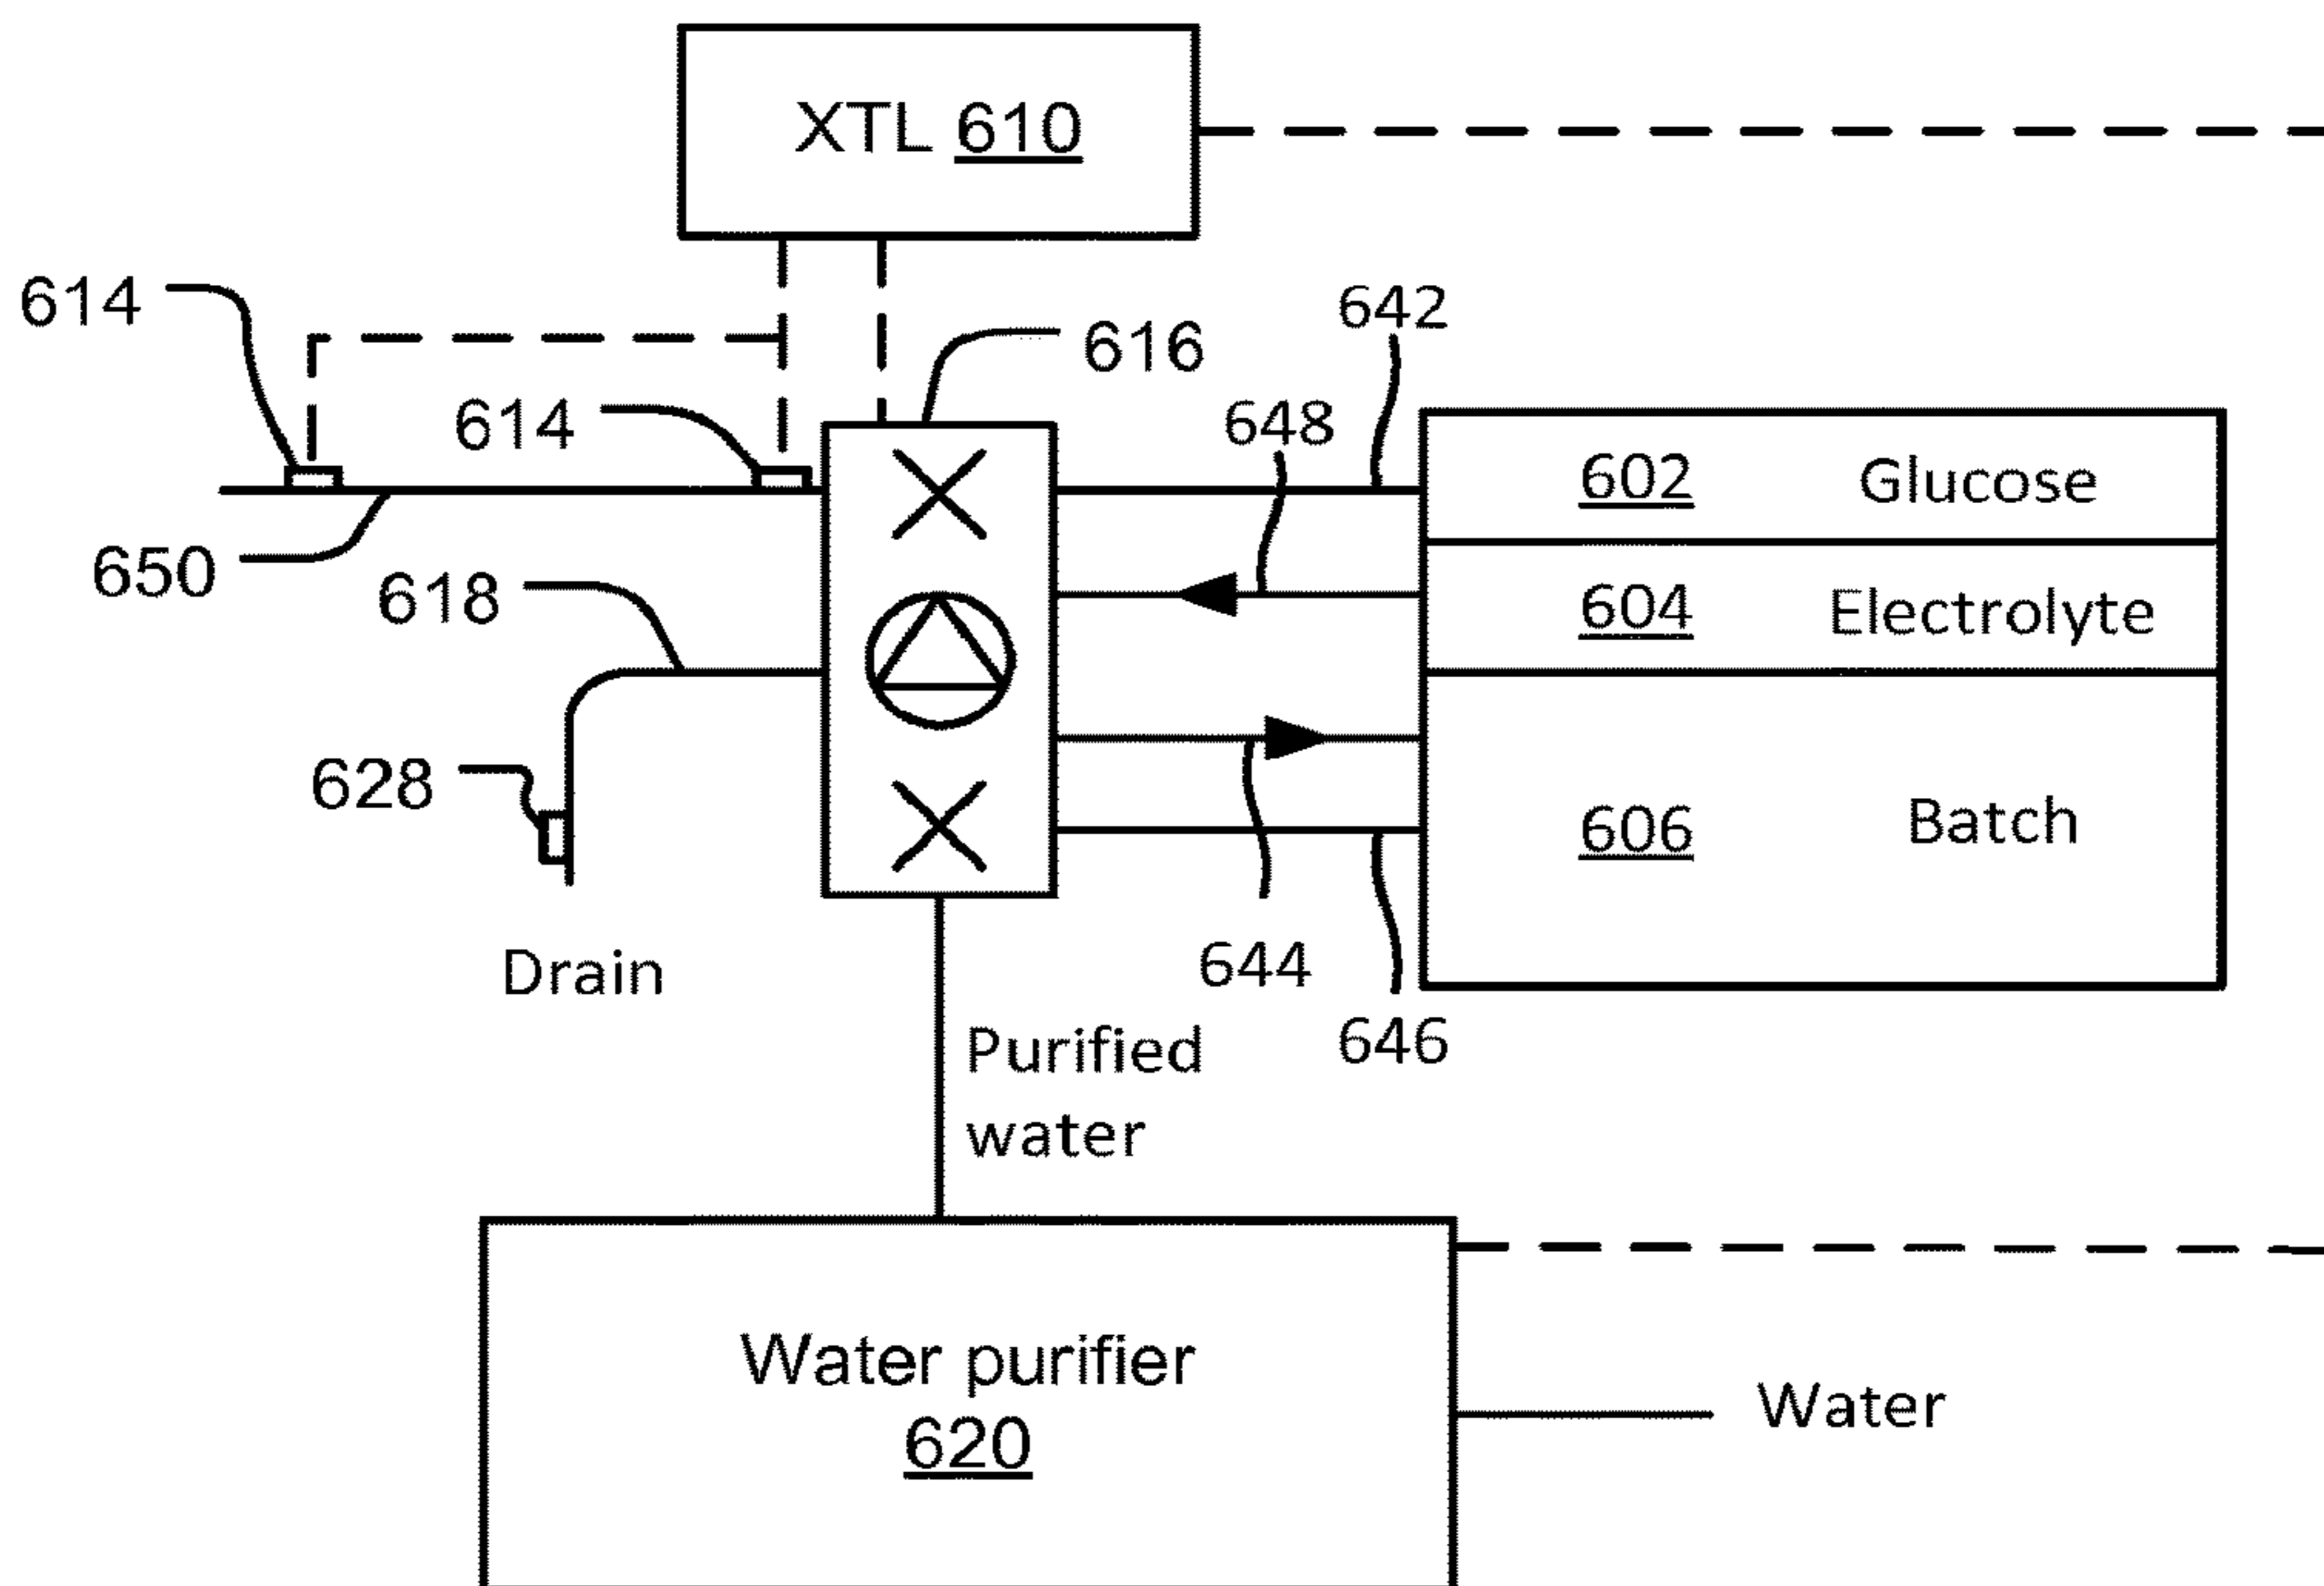 XTL 610
614
616
642
614
648
602 Glucose
650
618
604 Electrolyte
628
606 Batch
Drain
644
646
Purified
water
Water purifier
620
Water